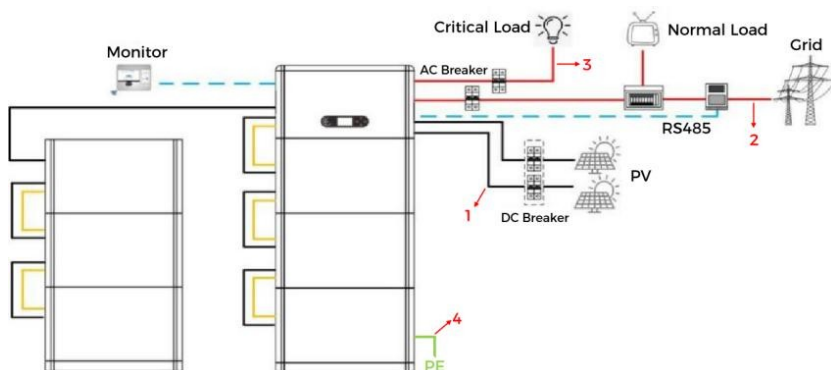 Critical Load
Normal Load
Grid
Monitor
AC Breaker
3
RS485
2
PV
1
DC Breaker
4
PE